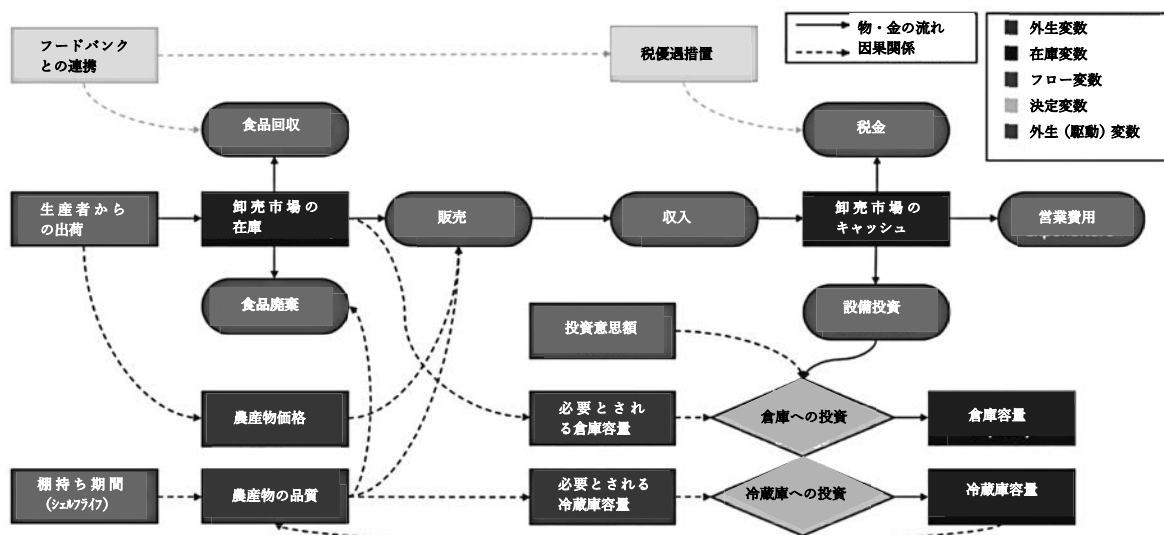 フードバンク
との連携
税優遇措置
物・金の流れ
因果関係
外生変数
在庫変数
フロー変数
決定変数
外生（駆動）変数
食品回収
税金
生産者から
の出荷
卸売市場の
在庫
販売
収入
卸売市場の
キャッシュ
営業費用
食品廃棄
設備投資
投資意思額
農産物価格
必要とされ
る倉庫容量
倉庫への投資
倉庫容量
棚持ち期間
(シェルフライフ)
農産物の品質
必要とされる
冷蔵庫容量
冷蔵庫への投資
冷蔵庫容量